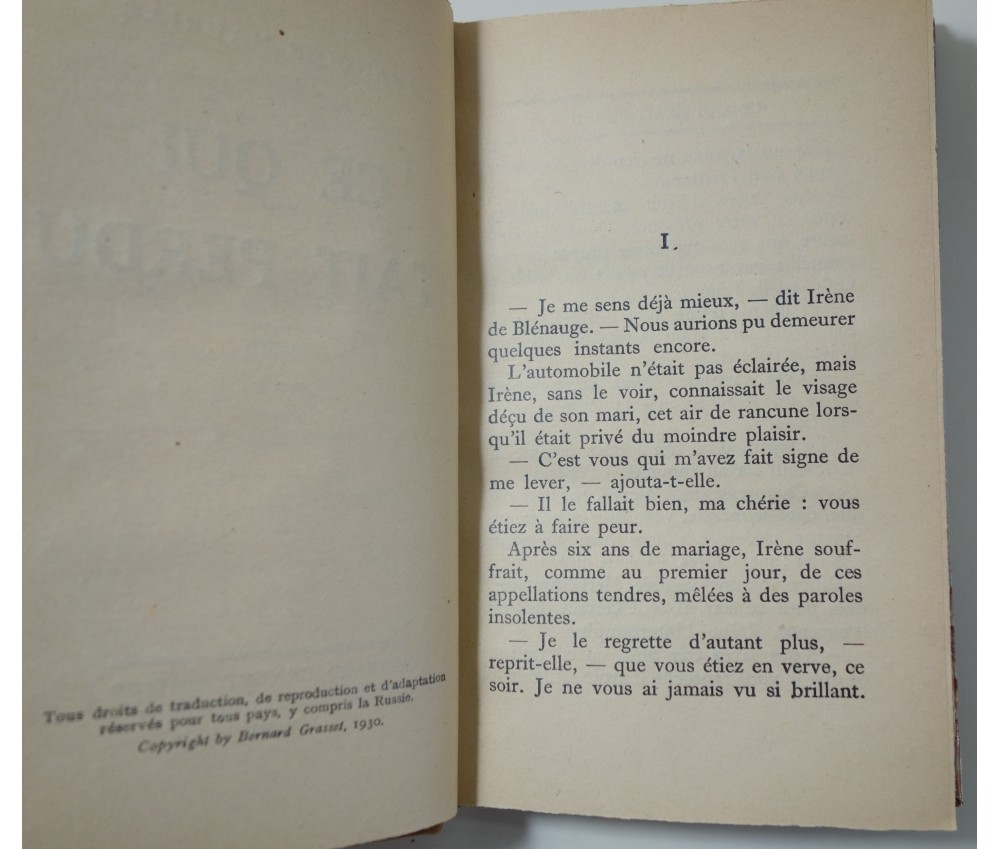 Tous droits de traduction, de reproduction et d'adaptation
réservés pour tous pays, y compris la Russie.
Copyright by Bernard Grasset, 1930.
I.
— Je me sens déjà mieux, — dit Irène
de Blénauge. — Nous aurions pu demeurer
quelques instants encore.
L'automobile n'était pas éclairée, mais
Irène, sans le voir, connaissait le visage
déçu de son mari, cet air de rancune lors-
qu'il était privé du moindre plaisir.
— C'est vous qui m'avez fait signe de
me lever, — ajouta-t-elle.
— Il le fallait bien, ma chérie : vous
étiez à faire peur.
Après six ans de mariage, Irène souf-
frait, comme au premier jour, de ces
appellations tendres, mêlées à des paroles
insolentes.
— Je le regrette d'autant plus, —
reprit-elle, — que vous étiez en verve, ce
soir. Je ne vous ai jamais vu si brillant.